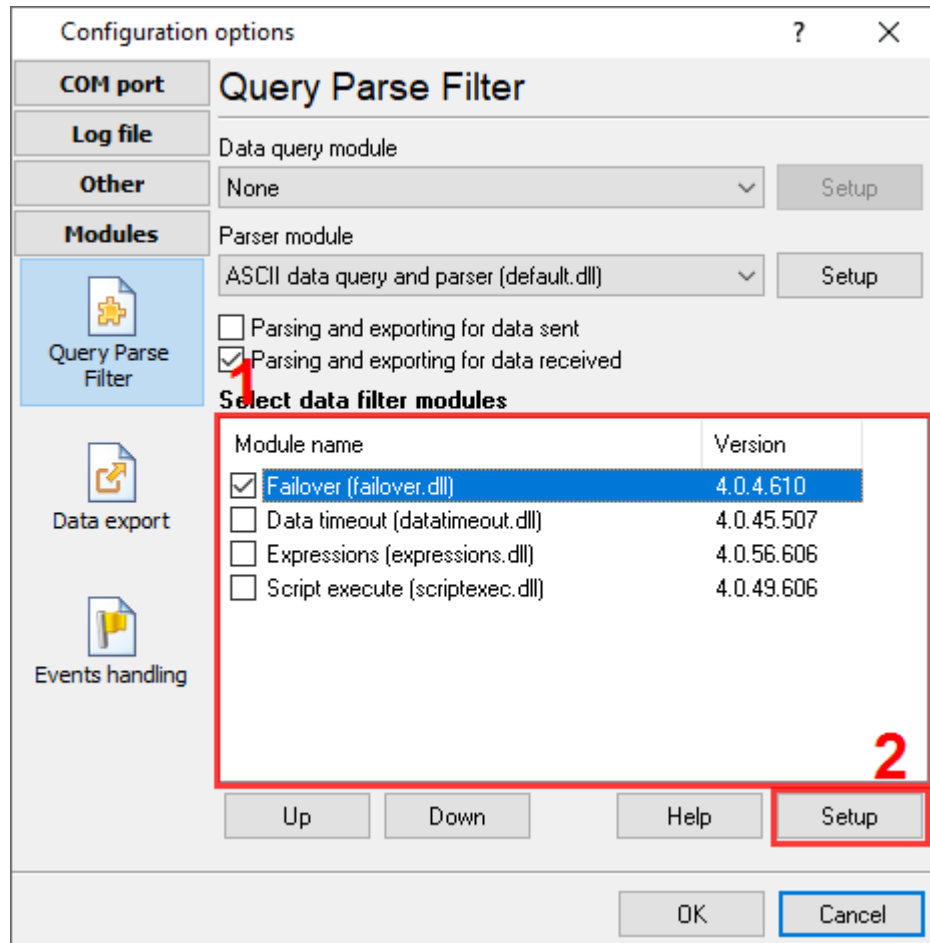 Configuration options
?
COM port
Log file
Other
Modules
Query Parse
Filter
Data export
Events handling
Query Parse Filter
Data query module
None
Setup
Parser module
ASCII data query and parser (default.dll)
Setup
Parsing and exporting for data sent
Parsing and exporting for data received
1
Select data filter modules
Module name Version
Failover (failover.dll) 4.0.4.610
Data timeout (datatimeout.dll) 4.0.45.507
Expressions (expressions.dll) 4.0.56.606
Script execute (scriptexec.dll) 4.0.49.606
2
Up Down Help Setup
OK Cancel